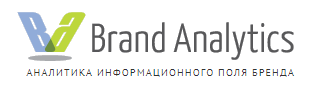 Brand Analytics
АНАЛИТИКА ИНФОРМАЦИОННОГО ПОЛЯ БРЕНДА